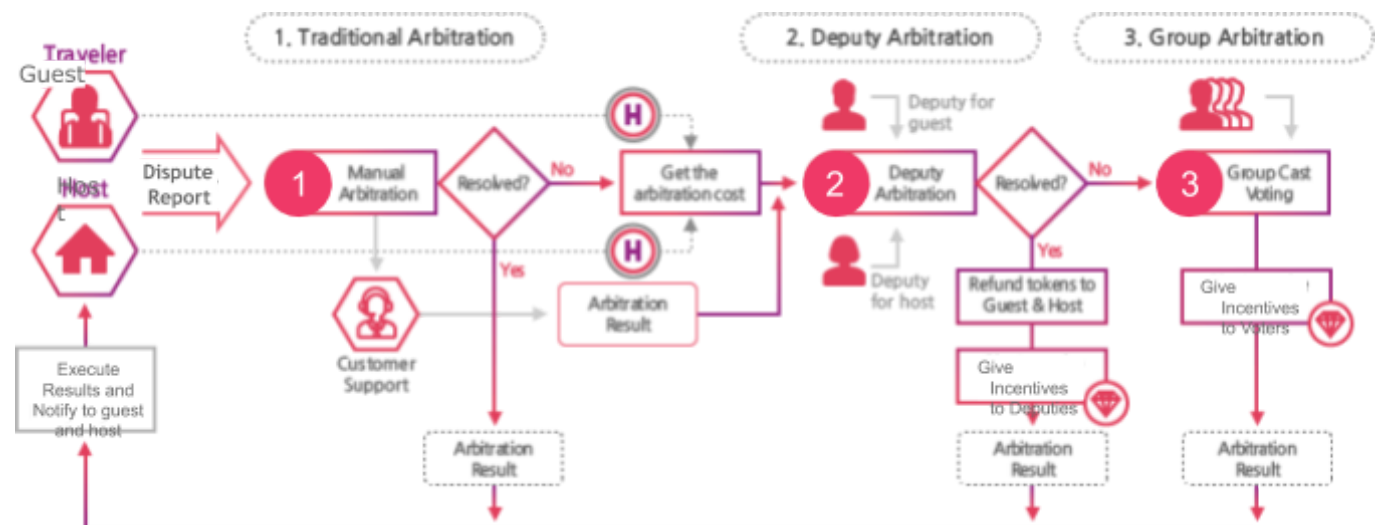 1. Traditional Arbitration
2. Deputy Arbitration
3. Group Arbitration
Traveler
Guest
Host
Dispute
Report
1
Manual
Arbitration
Resolved?
No
Yes
H
Get the
arbitration cost
H
Customer
Support
Arbitration
Result
Deputy for
guest
2
Deputy
Arbitration
Deputy
for host
Resolved?
No
Yes
Refund tokens to
Guest & Host
Give
Incentives
to Deputies
3
Group Cast
Voting
Give
Incentives
to Voters
Execute
Results and
Notify to guest
and host
Arbitration
Result
Arbitration
Result
Arbitration
Result